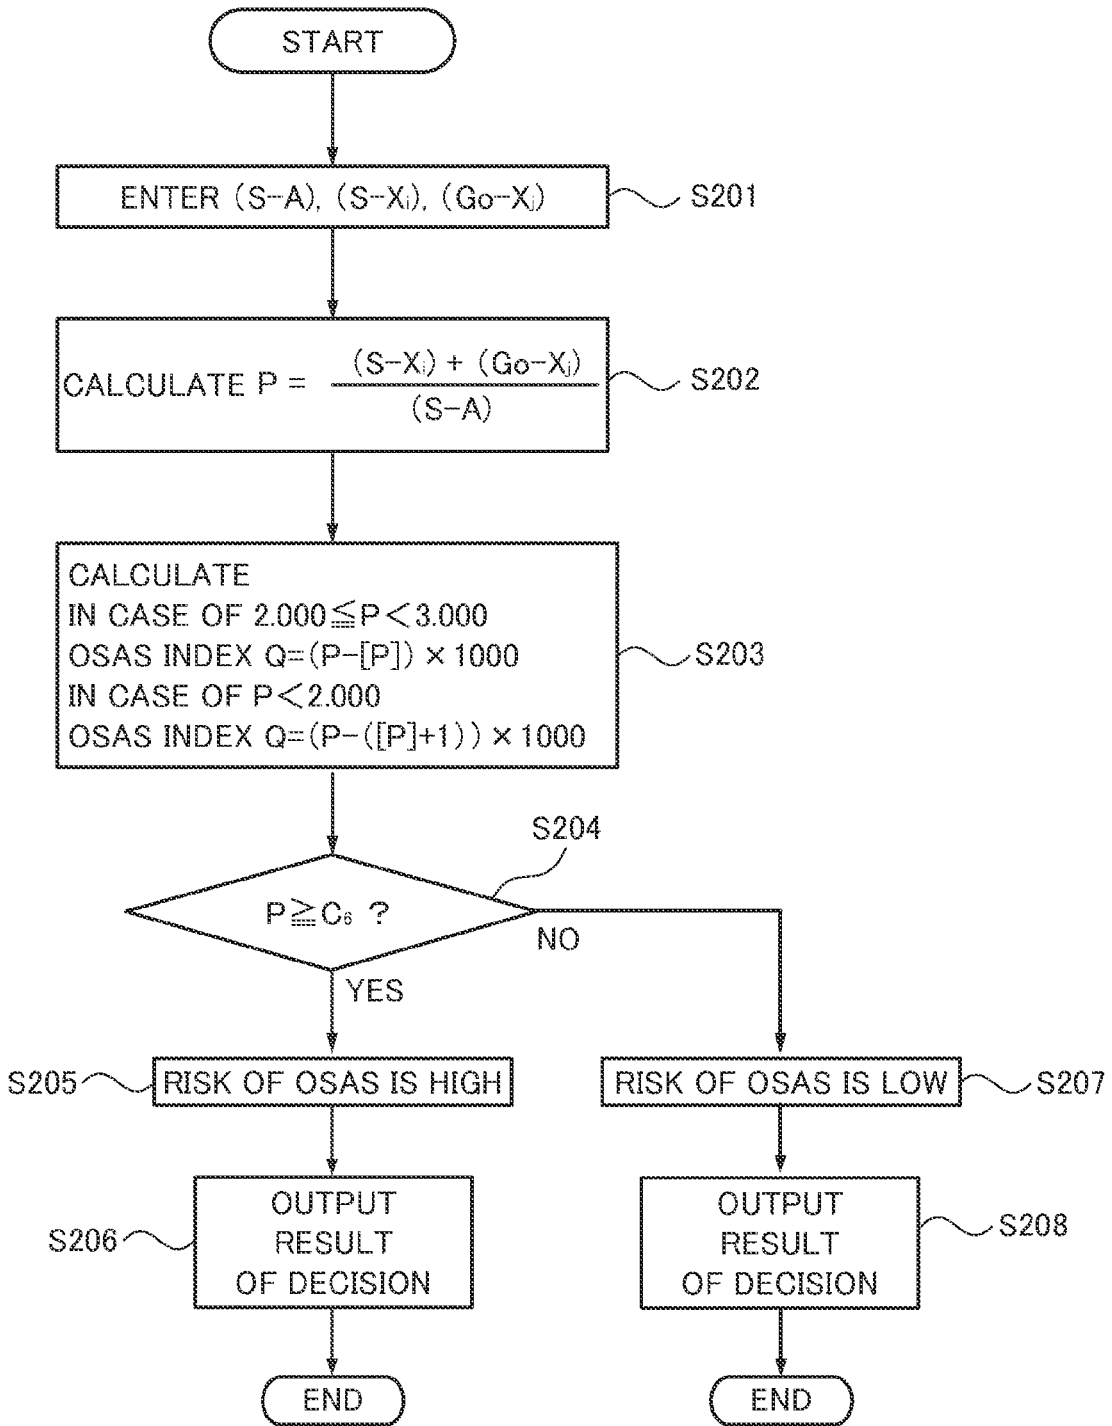 START
ENTER (S-A), (S-Xi), (Go-Xj)
S201
CALCULATE P = (S-Xi) + (Go-Xj)
(S-A)
S202
CALCULATE
IN CASE OF 2.000≦P<3.000
OSAS INDEX Q=(P-[P])×1000
IN CASE OF P<2.000
OSAS INDEX Q=(P-([P]+1))×1000
S203
S204
P≧C6 ?
NO
YES
S205
RISK OF OSAS IS HIGH
RISK OF OSAS IS LOW
S207
S206
OUTPUT
RESULT
OF DECISION
OUTPUT
RESULT
OF DECISION
S208
END
END